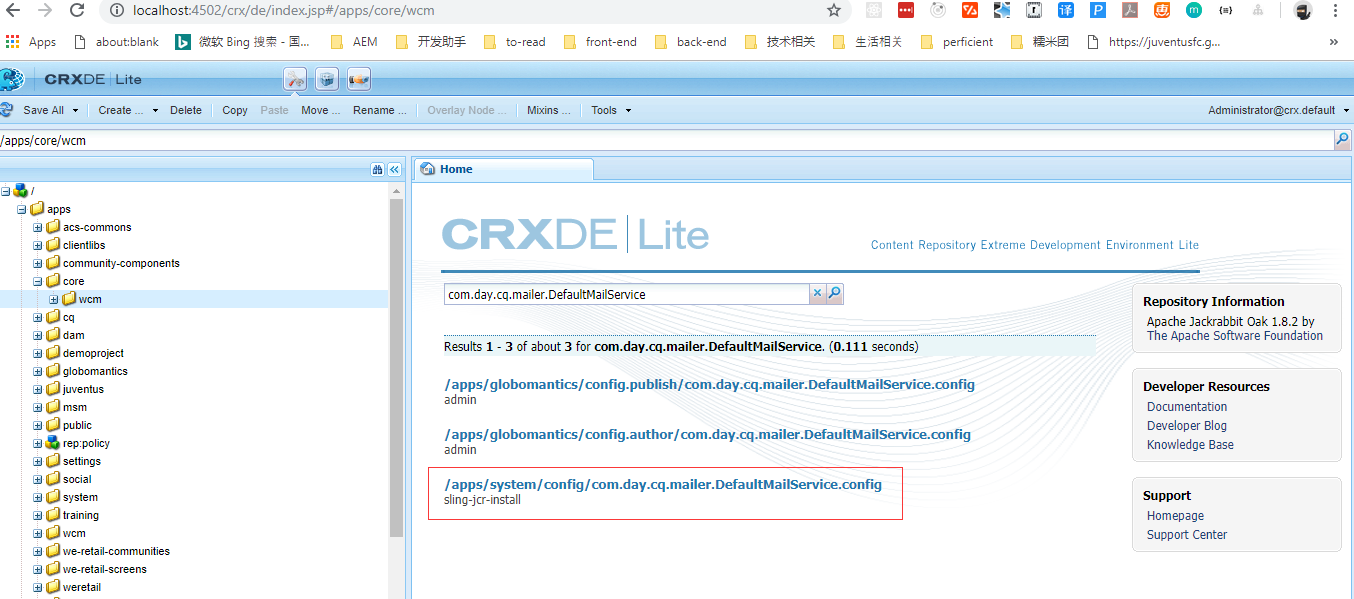 localhost:4502/crx/de/index.jsp#/apps/core/wcm
Apps about:blank 微软 Bing 搜索 - 国... AEM 开发助手 to-read front-end back-end 技术相关 生活相关 perficient 糯米团 https://juventusfc.g... »
CRXDE | Lite
Save All Create ... Delete Copy Paste Move ... Rename ... Overlay Node ... Mixins ... Tools Administrator@crx.default
/apps/core/wcm
/
apps
acs-commons
clientlibs
community-components
core
wcm
cq
dam
demoproject
globomantics
juventus
msm
public
rep:policy
settings
social
system
training
wcm
we-retail-communities
we-retail-screens
weretail
Home
CRXDE | Lite
Content Repository Extreme Development Environment Lite
com.day.cq.mailer.DefaultMailService
Results 1 - 3 of about 3 for com.day.cq.mailer.DefaultMailService. (0.111 seconds)
/apps/globomantics/config.publish/com.day.cq.mailer.DefaultMailService.config
admin
/apps/globomantics/config.author/com.day.cq.mailer.DefaultMailService.config
admin
/apps/system/config/com.day.cq.mailer.DefaultMailService.config
sling-jcr-install
Repository Information
Apache Jackrabbit Oak 1.8.2 by
The Apache Software Foundation
Developer Resources
Documentation
Developer Blog
Knowledge Base
Support
Homepage
Support Center